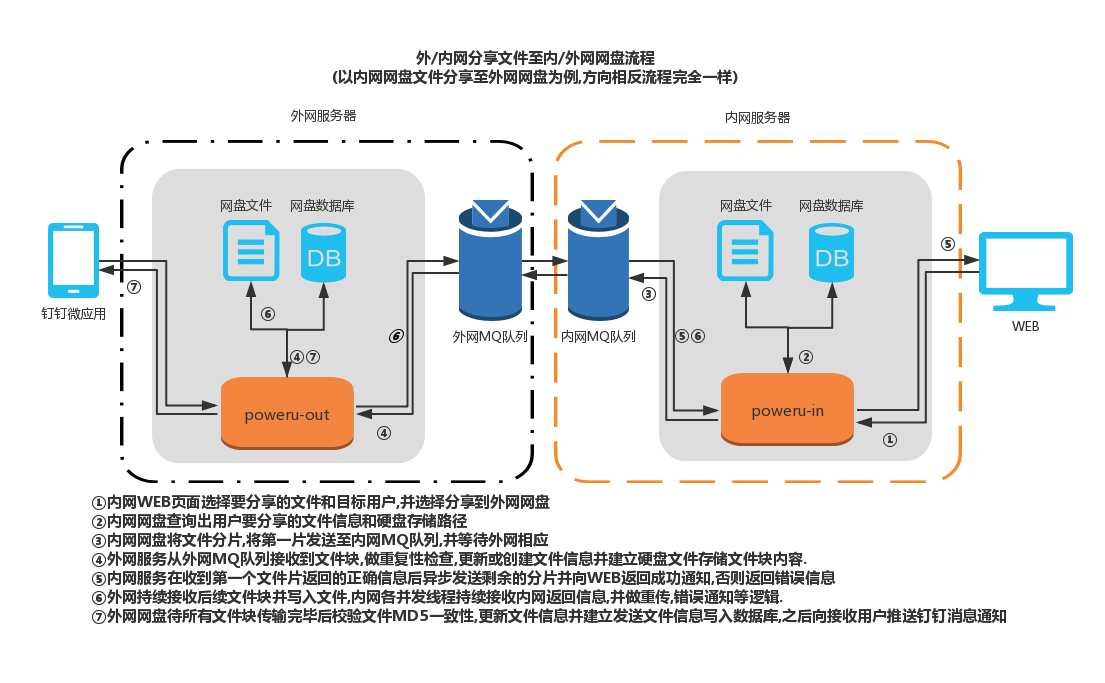 外/内网分享文件至内/外网网盘流程
(以内网网盘文件分享至外网网盘为例,方向相反流程完全一样)
外网服务器
内网服务器
网盘文件
网盘数据库
网盘文件
网盘数据库
DB
DB
⑤
⑦
③
钉钉微应用
⑥
⑥
外网MQ队列
内网MQ队列
⑤⑥
WEB
④⑦
②
poweru-out
poweru-in
④
①
①内网WEB页面选择要分享的文件和目标用户,并选择分享到外网网盘
②内网网盘查询出用户要分享的文件信息和硬盘存储路径
③内网网盘将文件分片,将第一片发送至内网MQ队列,并等待外网相应
④外网服务从外网MQ队列接收到文件块,做重复性检查,更新或创建文件信息并建立硬盘文件存储文件块内容.
⑤内网服务在收到第一个文件片返回的正确信息后异步发送剩余的分片并向WEB返回成功通知,否则返回错误信息
⑥外网持续接收后续文件块并写入文件,内网各并发线程持续接收内网返回信息,并做重传,错误通知等逻辑.
⑦外网网盘待所有文件块传输完毕后校验文件MD5一致性,更新文件信息并建立发送文件信息写入数据库,之后向接收用户推送钉钉消息通知